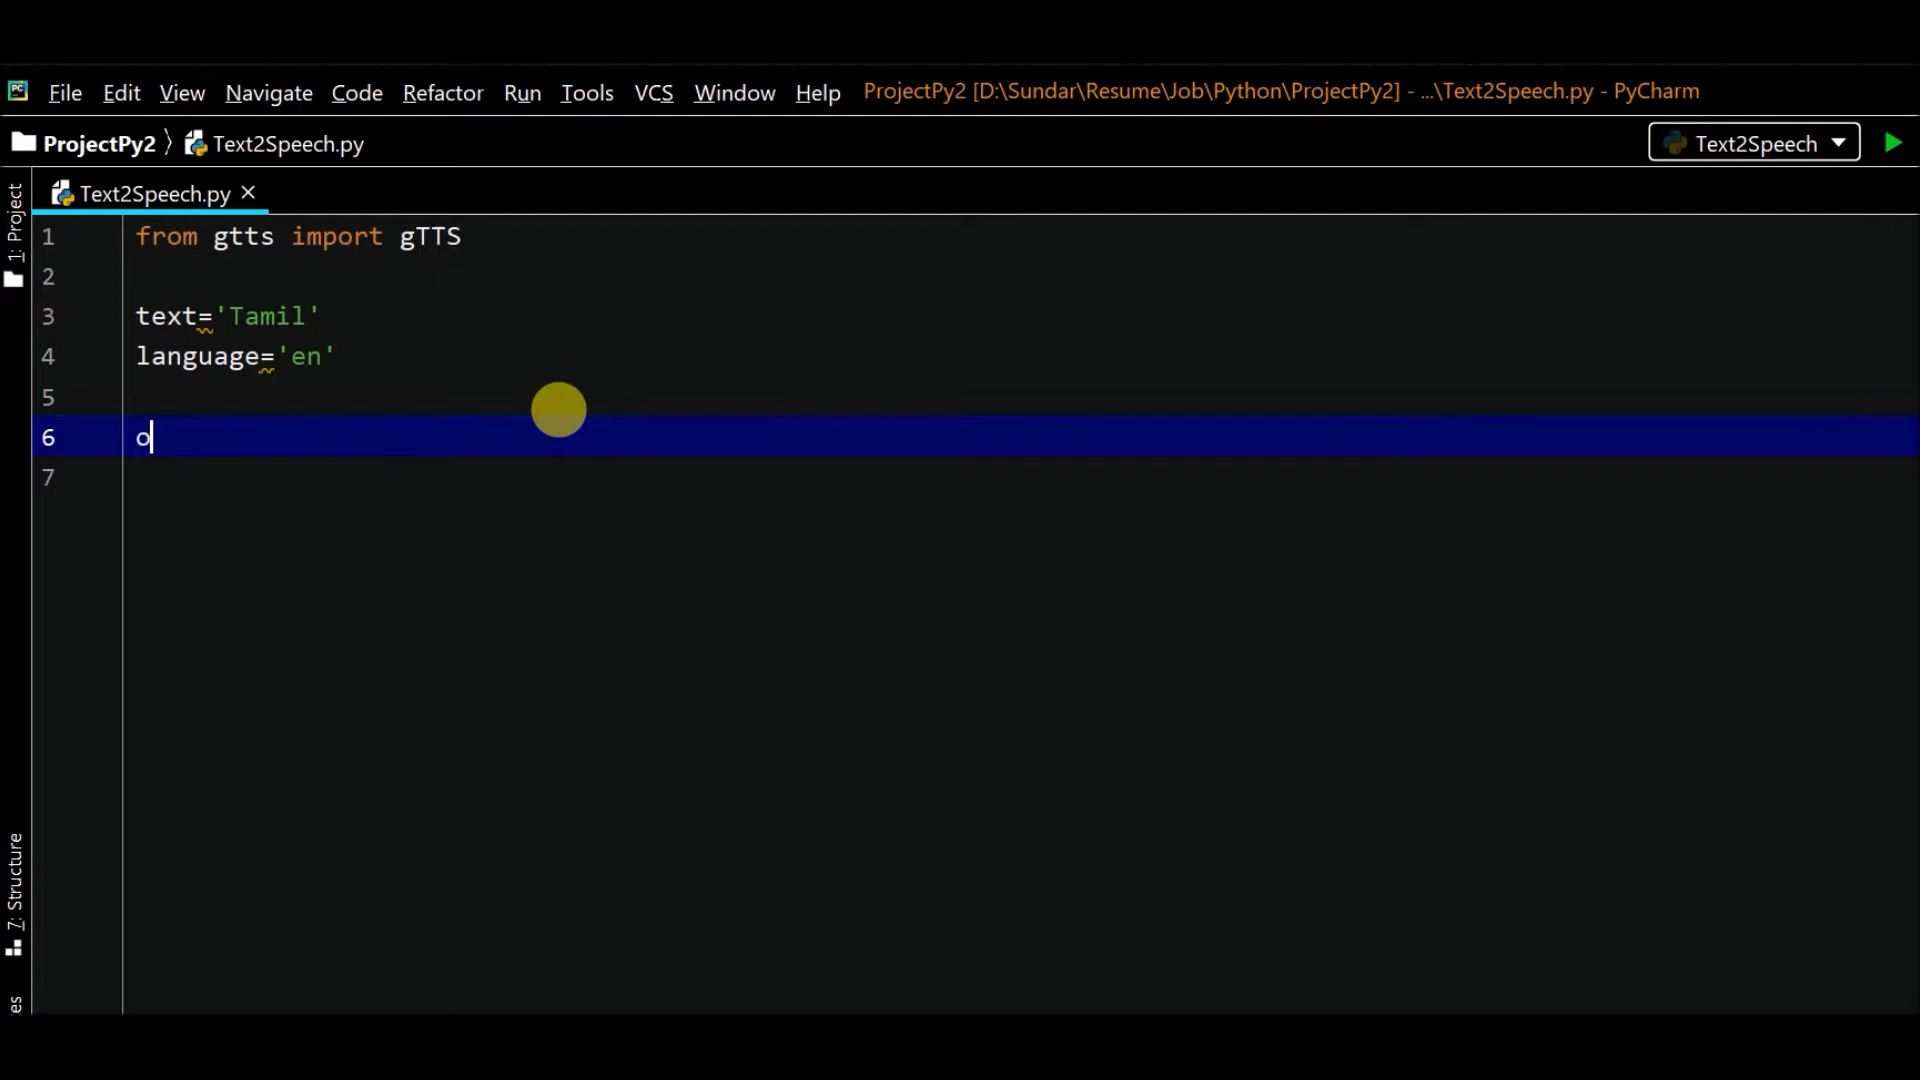 PC File Edit View Navigate Code Refactor Run Tools VCS Window Help ProjectPy2 [D:\Sundar\Resume\Job\Python\ProjectPy2] - ...\Text2Speech.py - PyCharm
ProjectPy2 〉 Text2Speech.py Text2Speech
1: Project
Text2Speech.py ×
1 from gtts import gTTS
2
3 text='Tamil'
4 language='en'
5
6 o
7
7: Structure
es